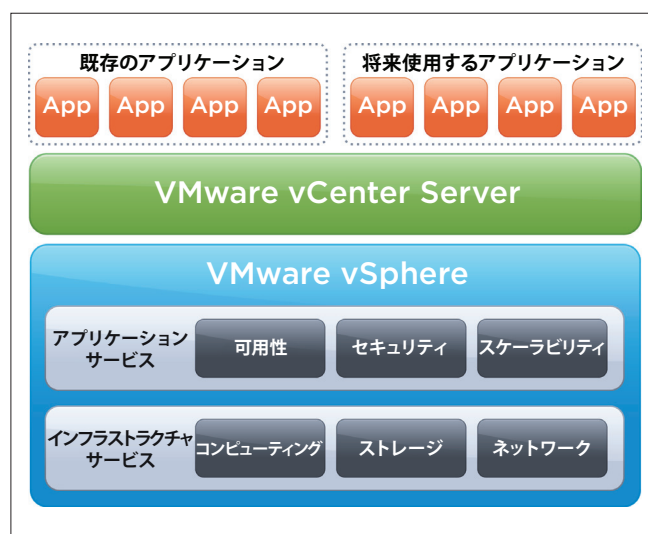 既存のアプリケーション
App App App App
将来使用するアプリケーション
App App App App
VMware vCenter Server
VMware vSphere
アプリケーション
サービス
可用性
セキュリティ
スケーラビリティ
インフラストラクチャ
サービス
コンピューティング
ストレージ
ネットワーク